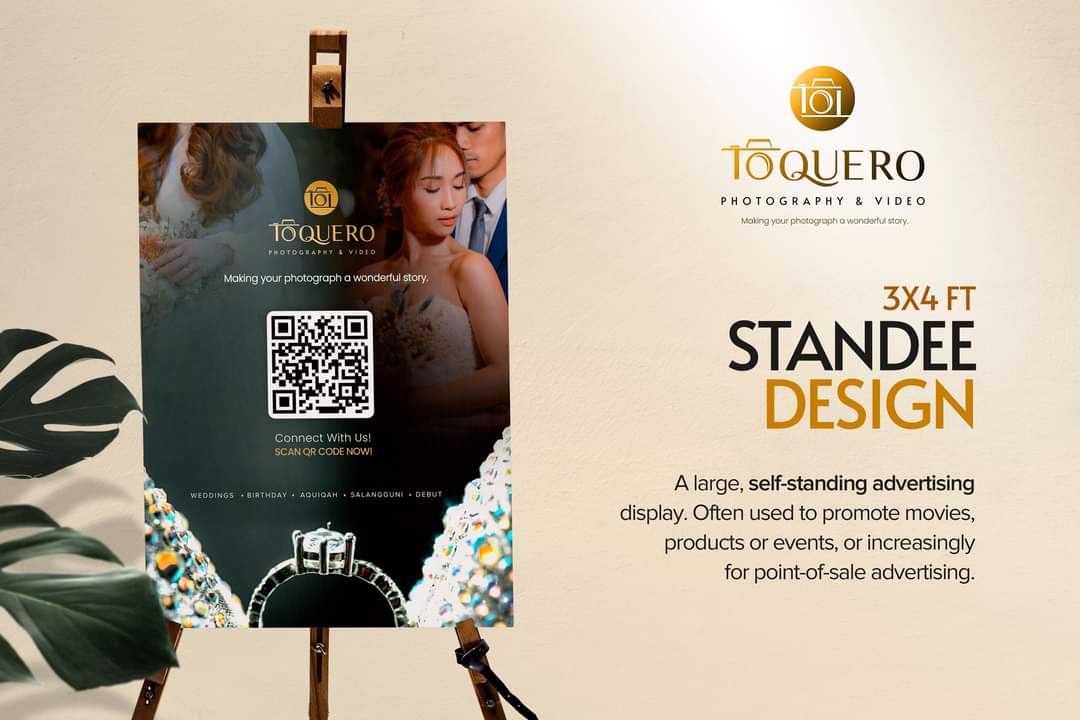 TOQUERO
PHOTOGRAPHY & VIDEO
Making your photograph a wonderful story.
Connect With Us!
SCAN QR CODE NOW!
WEDDINGS • BIRTHDAY • AQUIQAH • SALANGGUNI • DEBUT
TOQUERO
PHOTOGRAPHY & VIDEO
Making your photograph a wonderful story.
3X4 FT
STANDEE
DESIGN
A large, self-standing advertising
display. Often used to promote movies,
products or events, or increasingly
for point-of-sale advertising.